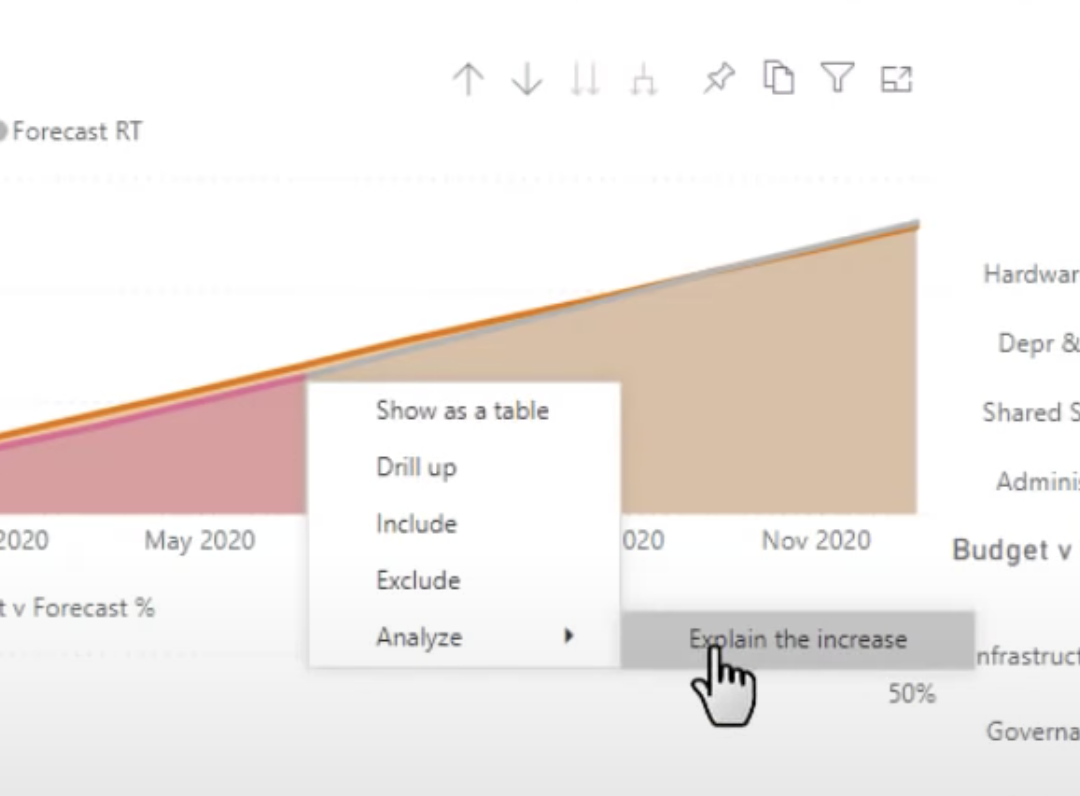 Forecast RT
Hardwar
Depr &
Shared S
Adminis
Show as a table
Drill up
Include
Exclude
Analyze
Explain the increase
2020
May 2020
020
Nov 2020
t v Forecast %
Budget v
nfrastruct
50%
Governa